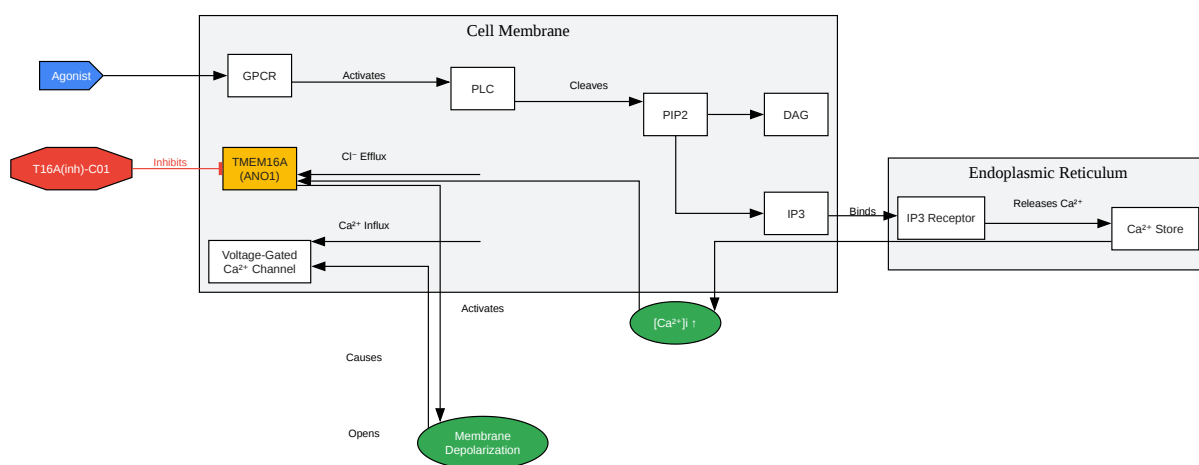 Cell Membrane
Agonist
GPCR
Activates
PLC
Cleaves
PIP2
DAG
T16A(inh)-C01
Inhibits
TMEM16A
(ANO1)
Cl⁻ Efflux
IP3
Binds
Endoplasmic Reticulum
IP3 Receptor
Releases Ca²⁺
Ca²⁺ Store
Ca²⁺ Influx
Voltage-Gated
Ca²⁺ Channel
Activates
[Ca²⁺]i ↑
Causes
Opens
Membrane
Depolarization